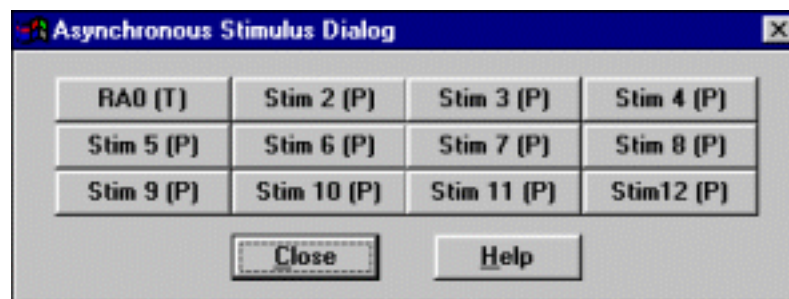 Asynchronous Stimulus Dialog
RA0 (T) Stim 2 (P) Stim 3 (P) Stim 4 (P)
Stim 5 (P) Stim 6 (P) Stim 7 (P) Stim 8 (P)
Stim 9 (P) Stim 10 (P) Stim 11 (P) Stim12 (P)
Close Help